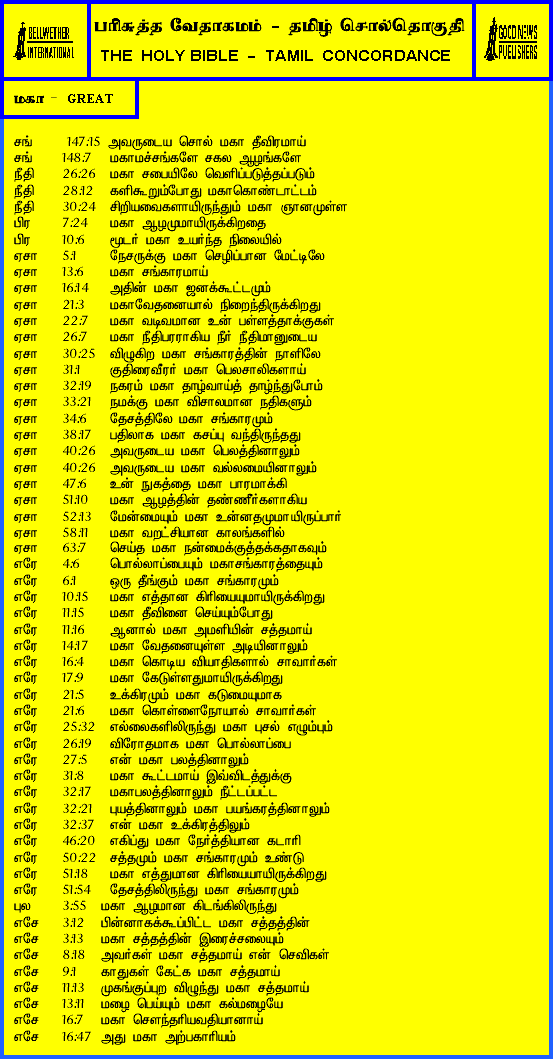 BELLWETHER
INTERNATIONAL
பரிசுத்த வேதாகமம் - தமிழ் சொல்தொகுதி
THE HOLY BIBLE - TAMIL CONCORDANCE
GOOD NEWS
PUBLISHERS
மகா - GREAT
சங் 147:15 அவருடைய சொல் மகா தீவிரமாய்
சங் 148:7 மகாமச்சங்களே சகல ஆழங்களே
நீதி 26:26 மகா சபையிலே வெளிப்படுத்தப்படும்
நீதி 28:12 களிகூறும்போது மகாகொண்டாட்டம்
நீதி 30:24 சிறியவைகளாயிருந்தும் மகா ஞானமுள்ள
பிர 7:24 மகா ஆழமுமாயிருக்கிறதை
பிர 10:6 மூடர் மகா உயர்ந்த நிலையில்
ஏசா 5:1 நேசருக்கு மகா செழிப்பான மேட்டிலே
ஏசா 13:6 மகா சங்காரமாய்
ஏசா 16:14 அதின் மகா ஜனக்கூட்டமும்
ஏசா 21:3 மகாவேதனையால் நிறைந்திருக்கிறது
ஏசா 22:7 மகா வடிவமான உன் பள்ளத்தாக்குகள்
ஏசா 26:7 மகா நீதிபரராகிய நீர் நீதிமானுடைய
ஏசா 30:25 விழுகிற மகா சங்காரத்தின் நாளிலே
ஏசா 31:1 குதிரைவீரர் மகா பெலசாலிகளாய்
ஏசா 32:19 நகரம் மகா தாழ்வாய்த் தாழ்ந்துபோம்
ஏசா 33:21 நமக்கு மகா விசாலமான நதிகளும்
ஏசா 34:6 தேசத்திலே மகா சங்காரமும்
ஏசா 38:17 பதிலாக மகா கசப்பு வந்திருந்தது
ஏசா 40:26 அவருடைய மகா பெலத்தினாலும்
ஏசா 40:26 அவருடைய மகா வல்லமையினாலும்
ஏசா 47:6 உன் நுகத்தை மகா பாரமாக்கி
ஏசா 51:10 மகா ஆழத்தின் தண்ணீர்களாகிய
ஏசா 52:13 மேன்மையும் மகா உன்னதமுமாயிருப்பார்
ஏசா 58:11 மகா வறட்சியான காலங்களில்
ஏசா 63:7 செய்த மகா நன்மைக்குத்தக்கதாகவும்
எரே 4:6 பொல்லாப்பையும் மகாசங்காரத்தையும்
எரே 6:1 ஒரு தீங்கும் மகா சங்காரமும்
எரே 10:15 மகா எத்தான கிரியையுமாயிருக்கிறது
எரே 11:15 மகா தீவினை செய்யும்போது
எரே 11:16 ஆனால் மகா அமளியின் சத்தமாய்
எரே 14:17 மகா வேதனையுள்ள அடியினாலும்
எரே 16:4 மகா கொடிய வியாதிகளால் சாவார்கள்
எரே 17:9 மகா கேடுள்ளதுமாயிருக்கிறது
எரே 21:5 உக்கிரமும் மகா கடுமையுமாக
எரே 21:6 மகா கொள்ளைநோயால் சாவார்கள்
எரே 25:32 எல்லைகளிலிருந்து மகா புசல் எழும்பும்
எரே 26:19 விரோதமாக மகா பொல்லாப்பை
எரே 27:5 என் மகா பலத்தினாலும்
எரே 31:8 மகா கூட்டமாய் இவ்விடத்துக்கு
எரே 32:17 மகாபலத்தினாலும் நீட்டப்பட்ட
எரே 32:21 புயத்தினாலும் மகா பயங்கரத்தினாலும்
எரே 32:37 என் மகா உக்கிரத்திலும்
எரே 46:20 எகிப்து மகா நேர்த்தியான கடாரி
எரே 50:22 சத்தமும் மகா சங்காரமும் உண்டு
எரே 51:18 மகா எத்துமான கிரியையாயிருக்கிறது
எரே 51:54 தேசத்திலிருந்து மகா சங்காரமும்
புல 3:55 மகா ஆழமான கிடங்கிலிருந்து
எசே 3:12 பின்னாகக்கூப்பிட்ட மகா சத்தத்தின்
எசே 3:13 மகா சத்தத்தின் இரைச்சலையும்
எசே 8:18 அவர்கள் மகா சத்தமாய் என் செவிகள்
எசே 9:1 காதுகள் கேட்க மகா சத்தமாய்
எசே 11:13 முகங்குப்புற விழுந்து மகா சத்தமாய்
எசே 13:11 மழை பெய்யும் மகா கல்மழையே
எசே 16:7 மகா சௌந்தரியவதியானாய்
எசே 16:47 அது மகா அற்பகாரியம்